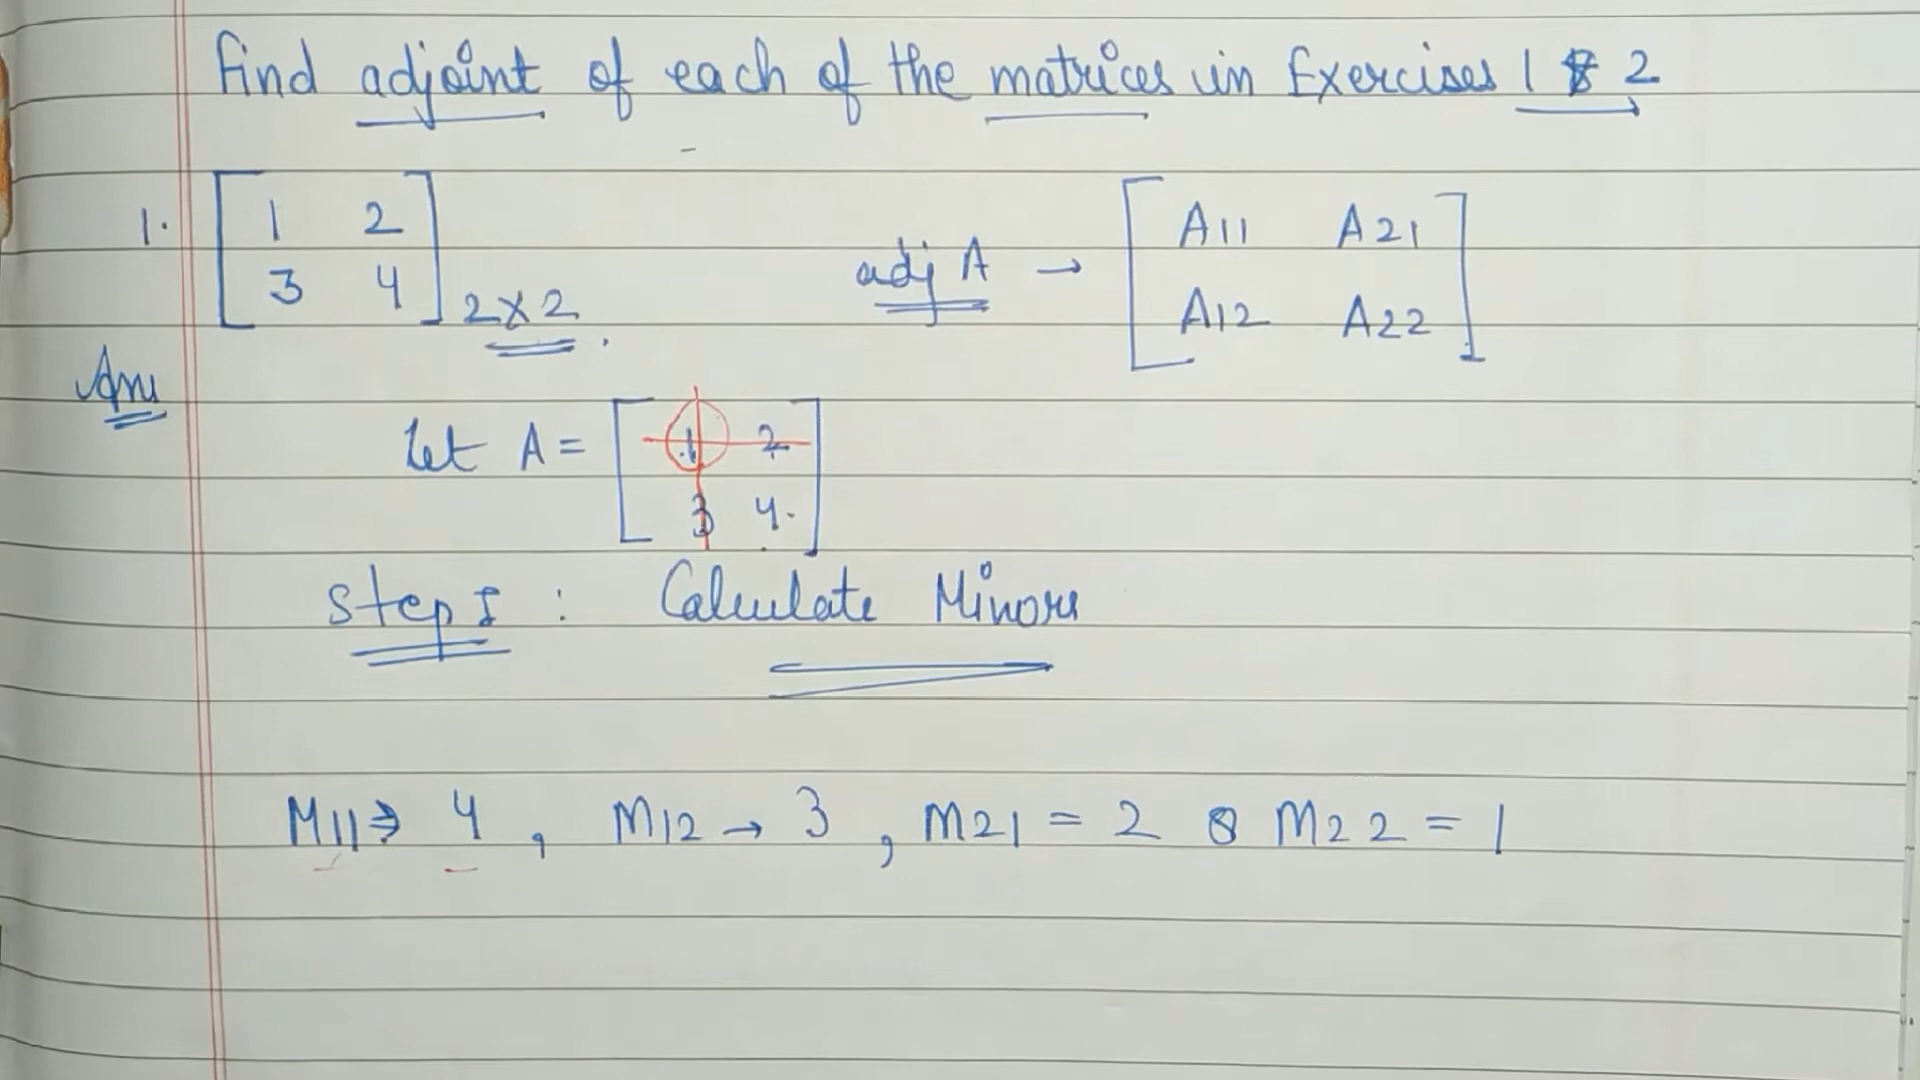 Find adjoint of each of the matrices in Exercises 1 & 2
1. [ 1 2
3 4 ] 2×2.
adj A → [ A11 A21
A12 A22 ]
Ans
let A = [ 1 2
3 4 ]
Step I : Calculate Minors
M11 ⇒ 4 , M12 → 3 , M21 = 2 & M22 = 1